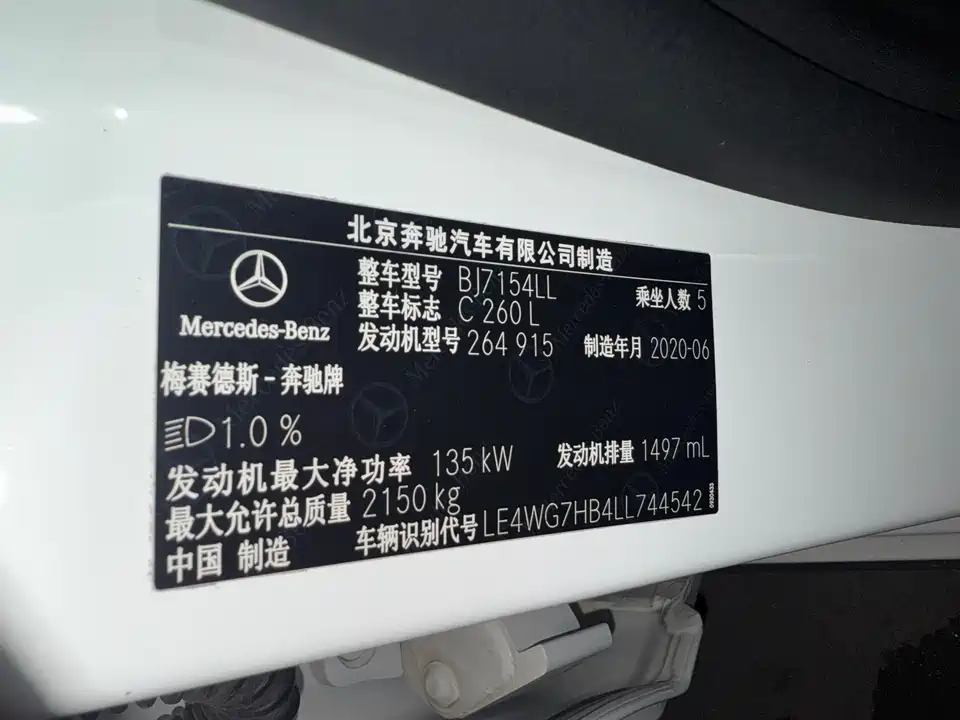 北京奔驰汽车有限公司制造
Mercedes-Benz
整车型号 BJ7154LL 乘坐人数 5
整车标志 C 260 L
发动机型号 264 915 制造年月 2020-06
梅赛德斯-奔驰牌
1.0 %
发动机最大净功率 135 kW 发动机排量 1497 mL
最大允许总质量 2150 kg
中国 制造 车辆识别代号 LE4WG7HB4LL744542